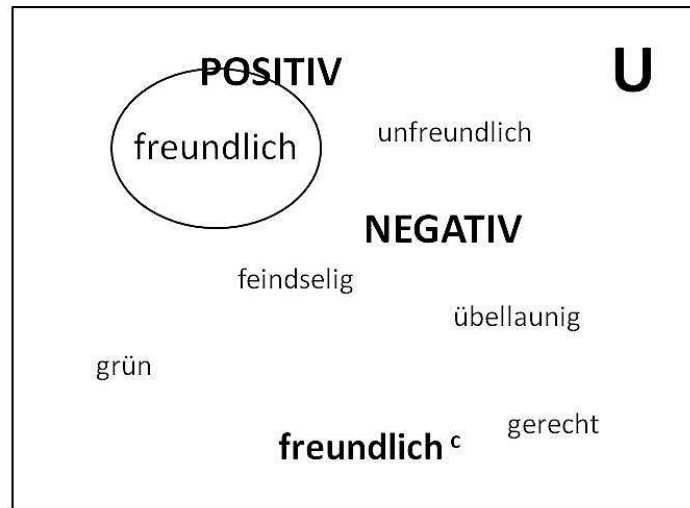 POSITIV
U
freundlich
unfreundlich
NEGATIV
feindselig
übellaunig
grün
gerecht
freundlich ᶜ